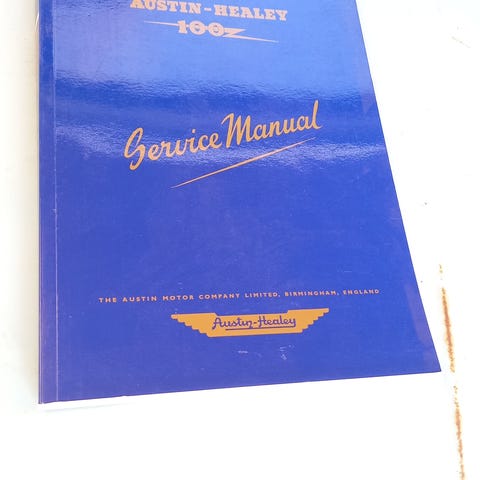 AUSTIN-HEALEY
100
Service Manual
THE AUSTIN MOTOR COMPANY LIMITED, BIRMINGHAM, ENGLAND
Austin-Healey